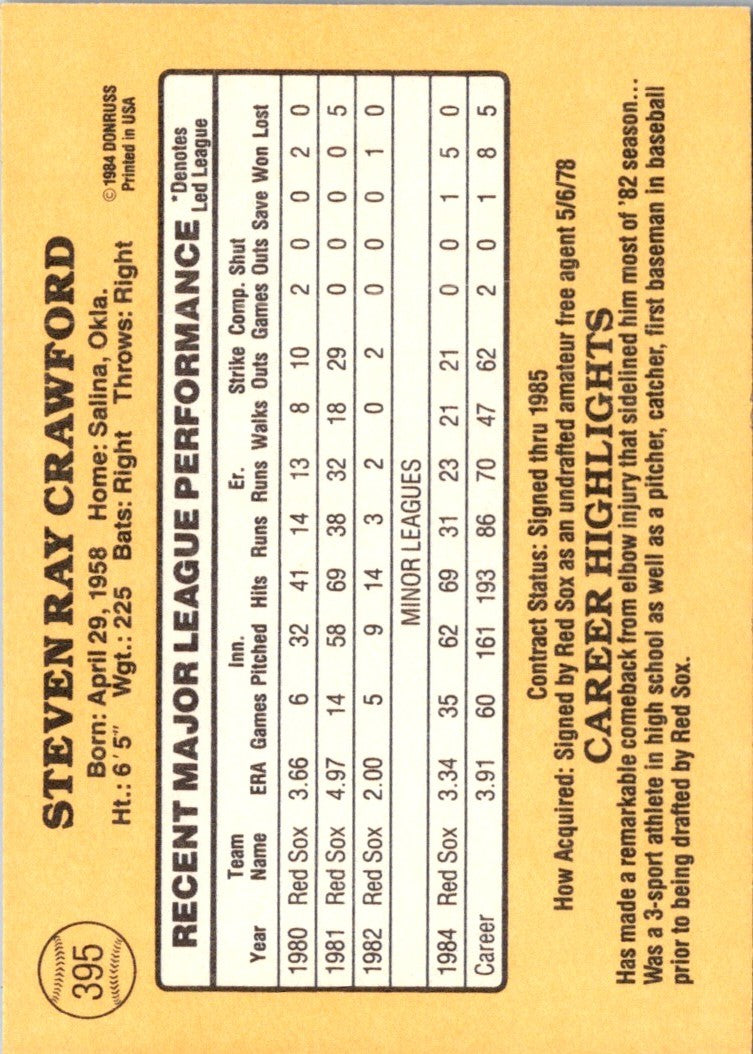 395
STEVEN RAY CRAWFORD
©1984 DONRUSS
Printed in USA
Born: April 29, 1958 Home: Salina, Okla.
Ht.: 6'5" Wgt.: 225 Bats: Right Throws: Right
RECENT MAJOR LEAGUE PERFORMANCE *Denotes Led League
Year Team Name ERA Games Inn. Pitched Hits Runs Er. Runs Walks Strike Outs Comp. Games Shut Outs Save Won Lost
1980 Red Sox 3.66 6 32 41 14 13 8 10 2 0 0 2 0
1981 Red Sox 4.97 14 58 69 38 32 18 29 0 0 0 0 5
1982 Red Sox 2.00 5 9 14 3 2 0 2 0 0 0 1 0
MINOR LEAGUES
1984 Red Sox 3.34 35 62 69 31 23 21 21 0 0 1 5 0
Career 3.91 60 161 193 86 70 47 62 2 0 1 8 5
Contract Status: Signed thru 1985
How Acquired: Signed by Red Sox as an undrafted amateur free agent 5/6/78
CAREER HIGHLIGHTS
Has made a remarkable comeback from elbow injury that sidelined him most of '82 season...
Was a 3-sport athlete in high school as well as a pitcher, catcher, first baseman in baseball
prior to being drafted by Red Sox.